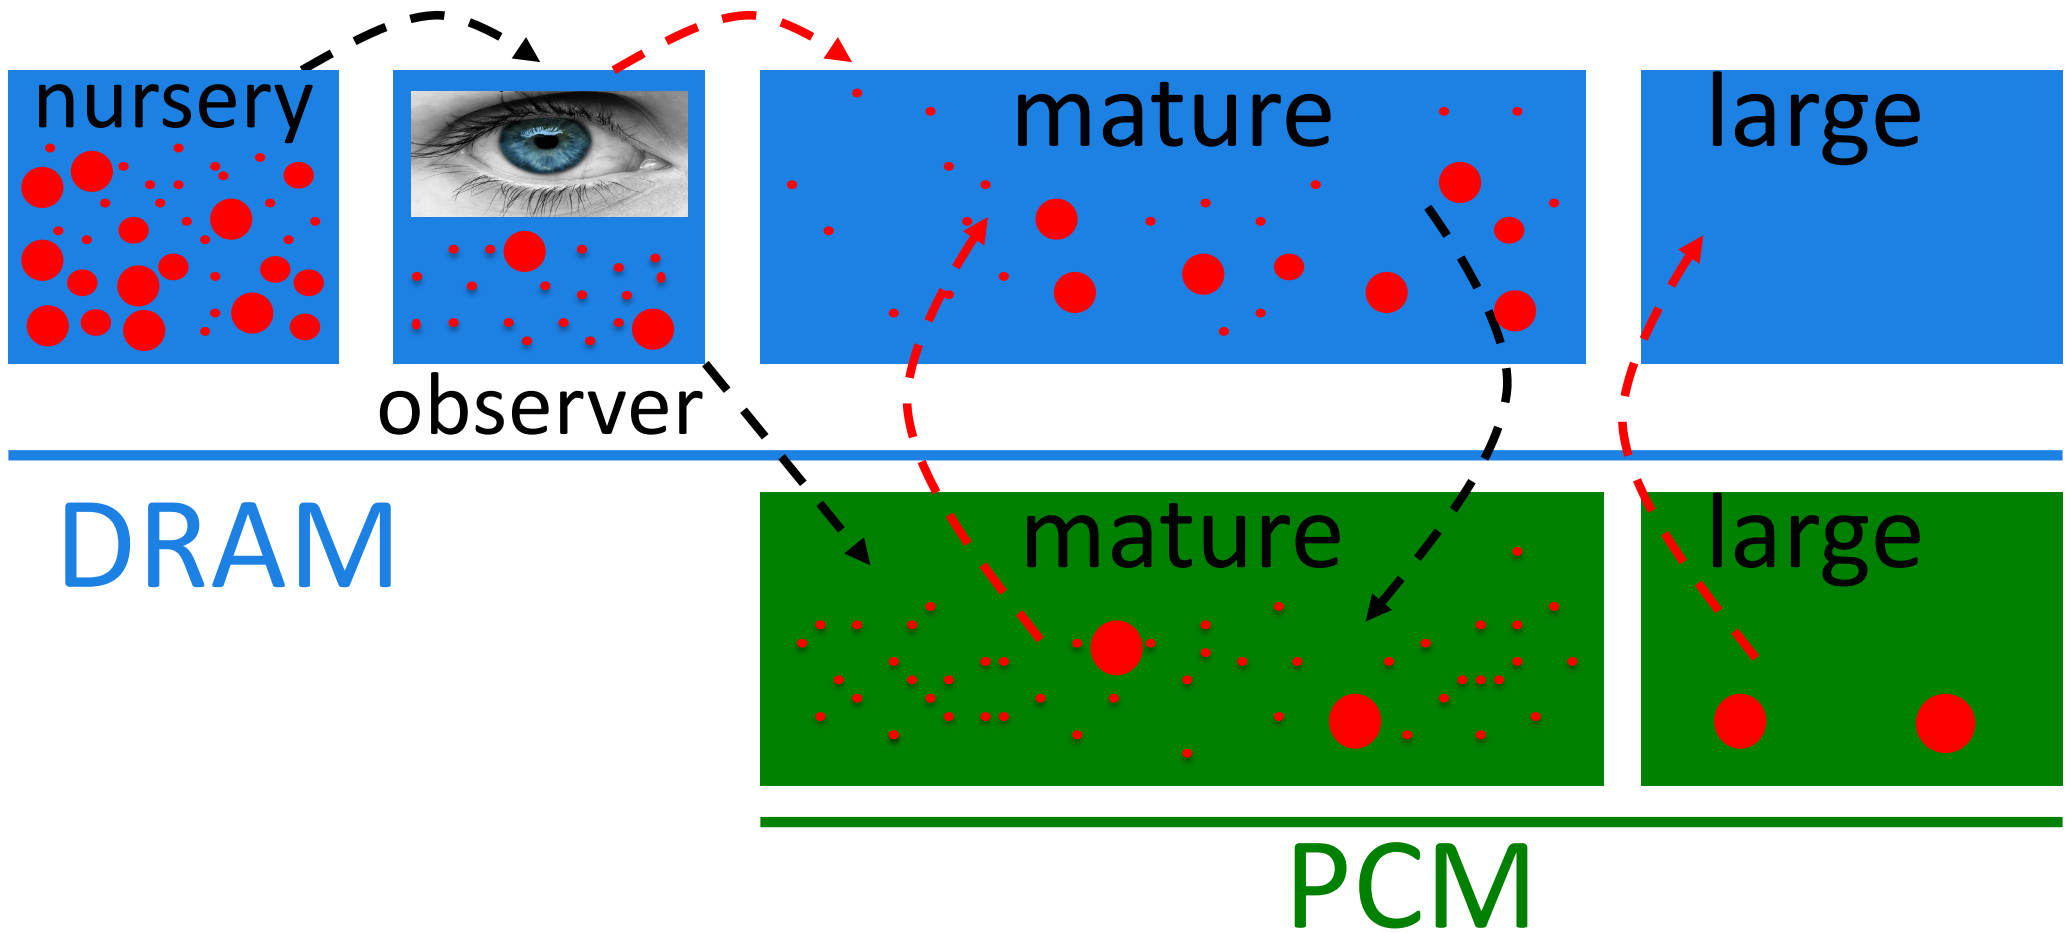 nursery
mature
large
observer
DRAM
mature
large
PCM